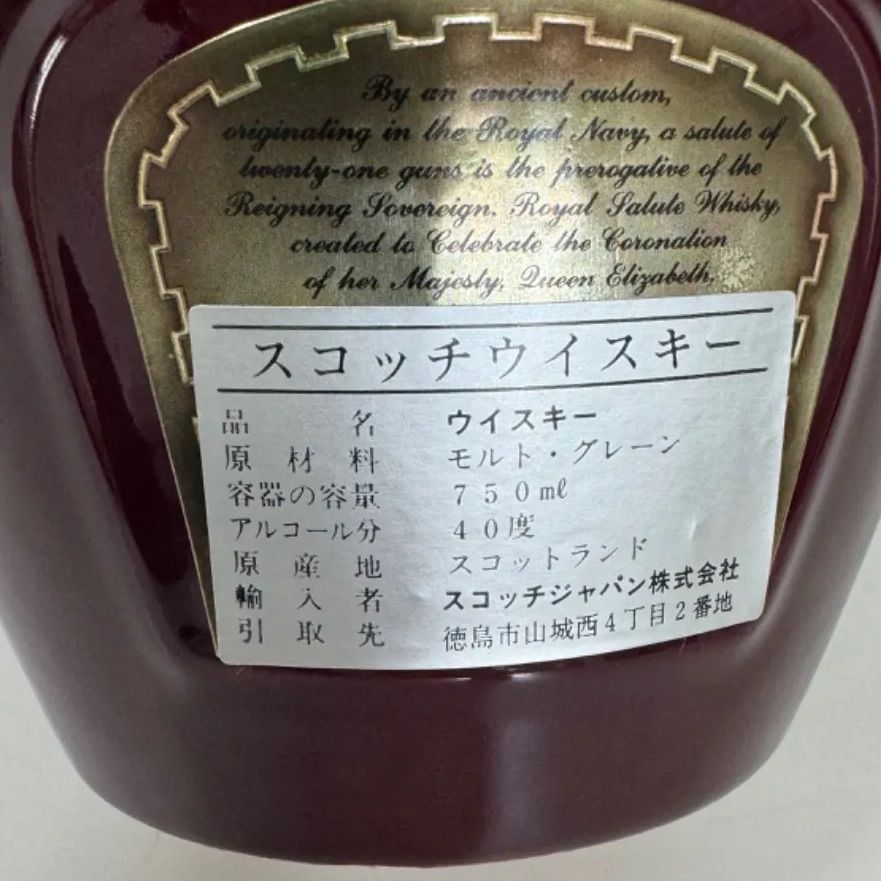 By an ancient custom,
originating in the Royal Navy, a salute of
twenty-one guns is the prerogative of the
Reigning Sovereign. Royal Salute Whisky,
created to Celebrate the Coronation
of her Majesty, Queen Elizabeth,
スコッチウイスキー
品名 ウイスキー
原材料 モルト・グレーン
容器の容量 750㎖
アルコール分 40度
原産地 スコットランド
輸入者 スコッチジャパン株式会社
引取先 徳島市山城西4丁目2番地